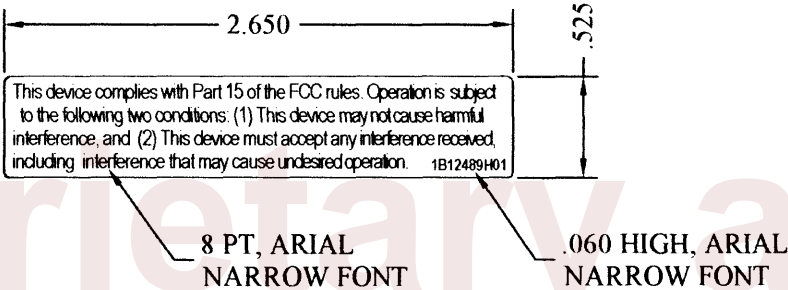 2.650
.525
This device complies with Part 15 of the FCC rules. Operation is subject
to the following two conditions: (1) This device may not cause harmful
interference, and (2) This device must accept any interference received,
including interference that may cause undesired operation. 1B12489H01
8 PT, ARIAL
NARROW FONT
.060 HIGH, ARIAL
NARROW FONT
rietary a